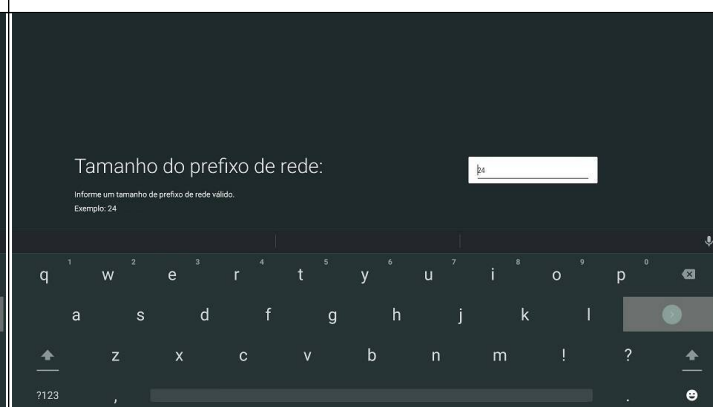 Tamanho do prefixo de rede:
24
Informe um tamanho de prefixo de rede válido.
Exemplo: 24
1 2 3 4 5 6 7 8 9 0
q w e r t y u i o p
a s d f g h j k l
z x c v b n m ! ?
?123 , .